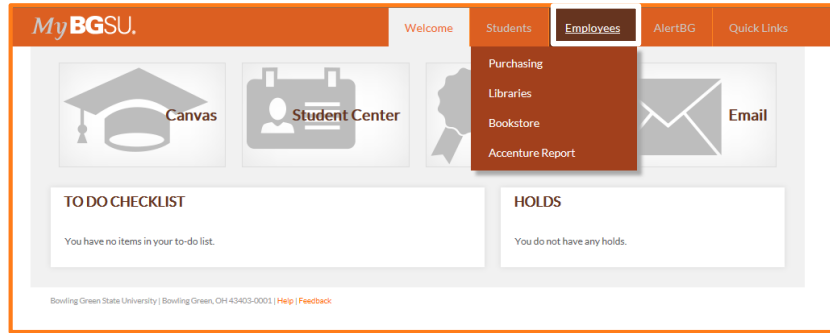 My BGSU.
Welcome Students Employees AlertBG Quick Links
Purchasing
Libraries
Bookstore
Accenture Report
Canvas Student Center Email
TO DO CHECKLIST
You have no items in your to-do list.
HOLDS
You do not have any holds.
Bowling Green State University | Bowling Green, OH 43403-0001 | Help | Feedback